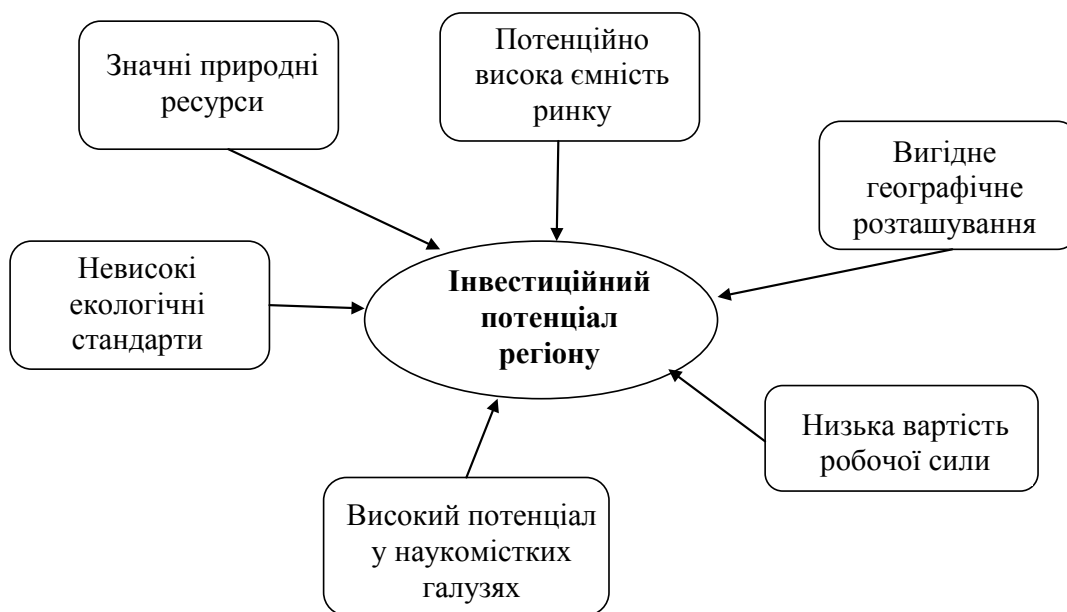 Значні природні
ресурси
Потенційно
висока ємність
ринку
Вигідне
географічне
розташування
Невисокі
екологічні
стандарти
Інвестиційний
потенціал
регіону
Низька вартість
робочої сили
Високий потенціал
у наукомістких
галузях